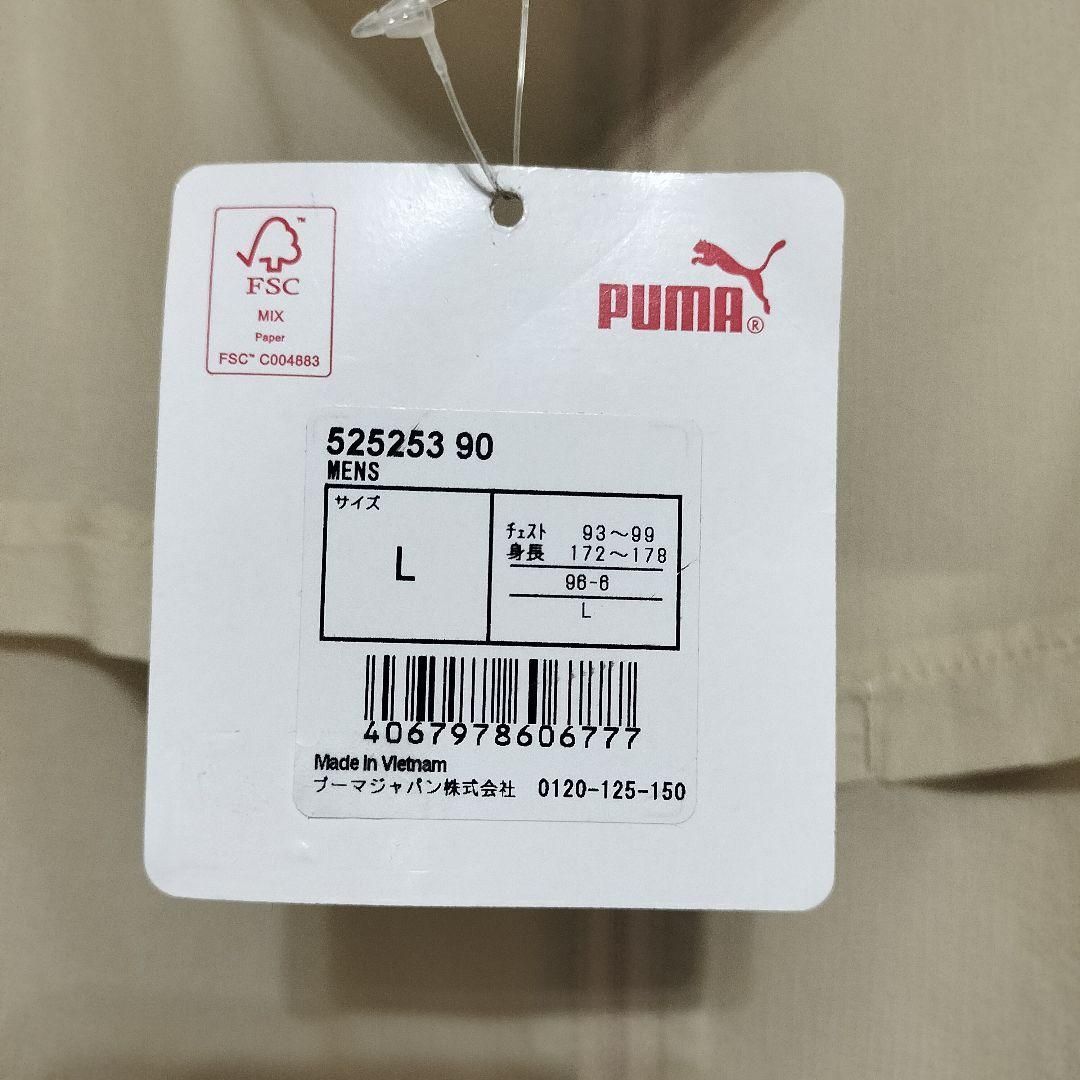 FSC
MIX
Paper
FSC™ C004883
PUMA®
525253 90
MENS
サイズ
L
ﾁｪｽﾄ 93～99
身長 172～178
96-6
L
4067978606777
Made in Vietnam
プーマジャパン株式会社 0120-125-150